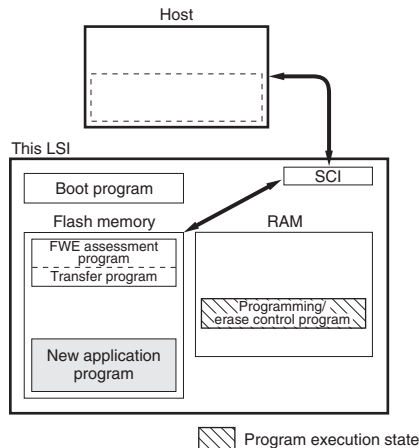 Host
This LSI
SCI
Boot program
Flash memory
RAM
FWE assessment
program
Transfer program
Programming/
erase control program
New application
program
Program execution state